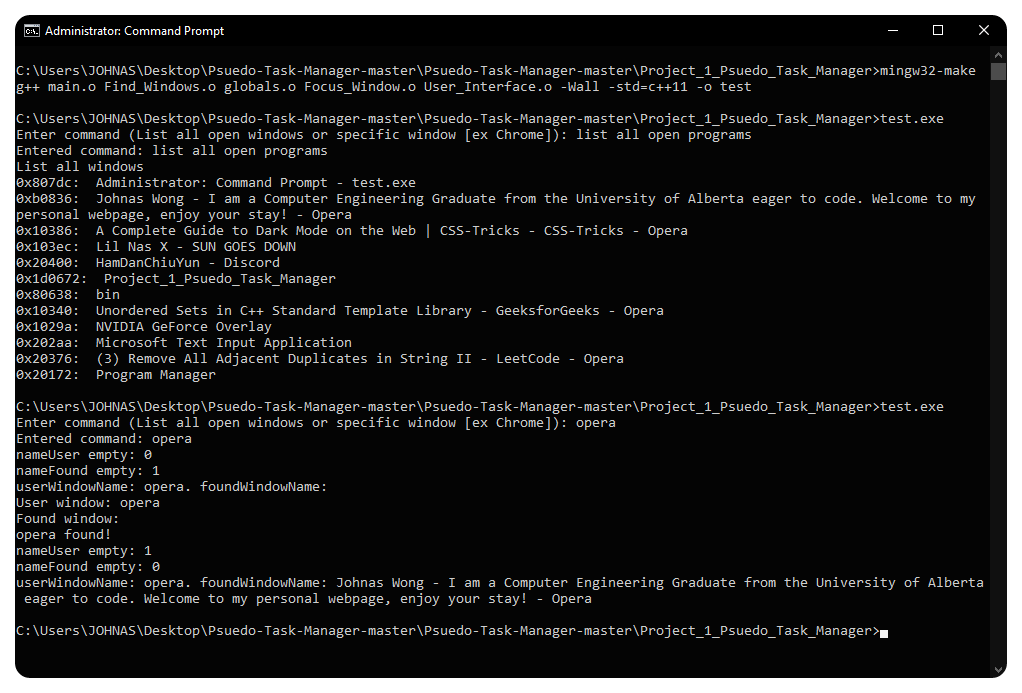 Administrator: Command Prompt
C:\Users\JOHNAS\Desktop\Psuedo-Task-Manager-master\Psuedo-Task-Manager-master\Project_1_Psuedo_Task_Manager>mingw32-make
g++ main.o Find_Windows.o globals.o Focus_Window.o User_Interface.o -Wall -std=c++11 -o test
C:\Users\JOHNAS\Desktop\Psuedo-Task-Manager-master\Psuedo-Task-Manager-master\Project_1_Psuedo_Task_Manager>test.exe
Enter command (List all open windows or specific window [ex Chrome]): list all open programs
Entered command: list all open programs
List all windows
0x807dc:  Administrator: Command Prompt - test.exe
0xb0836:  Johnas Wong - I am a Computer Engineering Graduate from the University of Alberta eager to code. Welcome to my
personal webpage, enjoy your stay! - Opera
0x10386:  A Complete Guide to Dark Mode on the Web | CSS-Tricks - CSS-Tricks - Opera
0x103ec:  Lil Nas X - SUN GOES DOWN
0x20400:  HamDanChiuYun - Discord
0x1d0672:  Project_1_Psuedo_Task_Manager
0x80638:  bin
0x10340:  Unordered Sets in C++ Standard Template Library - GeeksforGeeks - Opera
0x1029a:  NVIDIA GeForce Overlay
0x202aa:  Microsoft Text Input Application
0x20376:  (3) Remove All Adjacent Duplicates in String II - LeetCode - Opera
0x20172:  Program Manager
C:\Users\JOHNAS\Desktop\Psuedo-Task-Manager-master\Psuedo-Task-Manager-master\Project_1_Psuedo_Task_Manager>test.exe
Enter command (List all open windows or specific window [ex Chrome]): opera
Entered command: opera
nameUser empty: 0
nameFound empty: 1
userWindowName: opera. foundWindowName:
User window: opera
Found window:
opera found!
nameUser empty: 1
nameFound empty: 0
userWindowName: opera. foundWindowName: Johnas Wong - I am a Computer Engineering Graduate from the University of Alberta
 eager to code. Welcome to my personal webpage, enjoy your stay! - Opera
C:\Users\JOHNAS\Desktop\Psuedo-Task-Manager-master\Psuedo-Task-Manager-master\Project_1_Psuedo_Task_Manager>